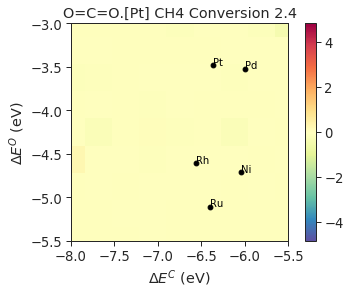 O=C=O.[Pt] CH4 Conversion 2.4
−3.0
−3.5
−4.0
−4.5
−5.0
−5.5
ΔE^O (eV)
Pt
Pd
Rh
Ni
Ru
−8.0 −7.5 −7.0 −6.5 −6.0 −5.5
ΔE^C (eV)
4
2
0
−2
−4